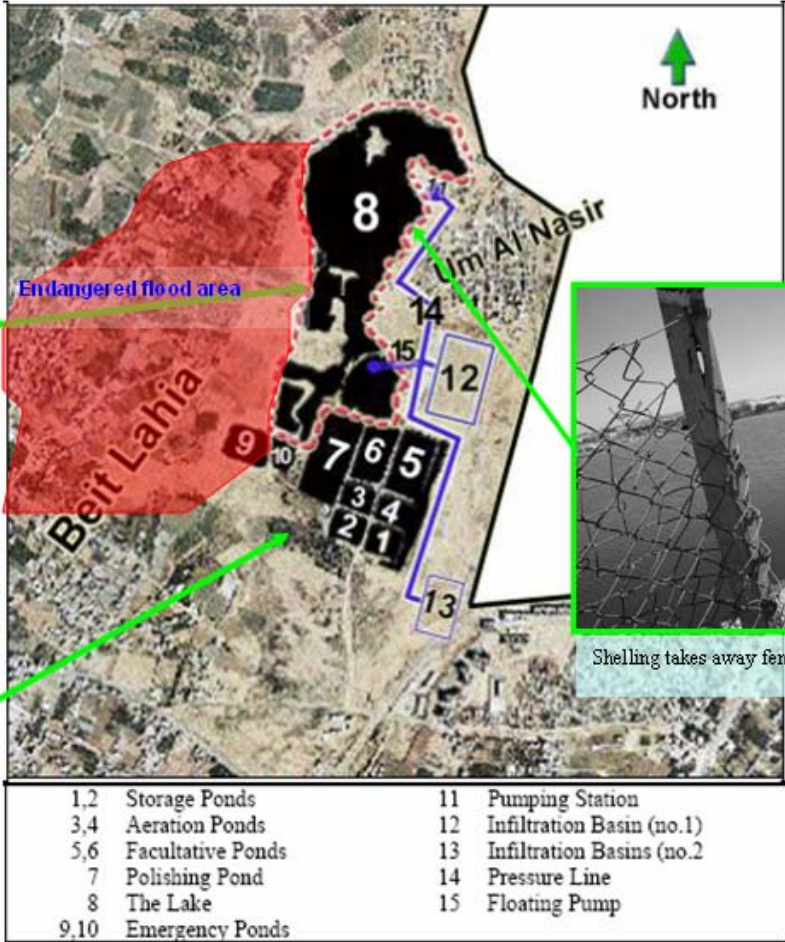 North
8
11
Um Al Nasir
Endangered flood area
14
15
12
Beit Lahia
9
10
7
6
5
3
4
2
1
13
Shelling takes away fen
1,2 Storage Ponds
3,4 Aeration Ponds
5,6 Facultative Ponds
7 Polishing Pond
8 The Lake
9,10 Emergency Ponds
11 Pumping Station
12 Infiltration Basin (no.1)
13 Infiltration Basins (no.2
14 Pressure Line
15 Floating Pump